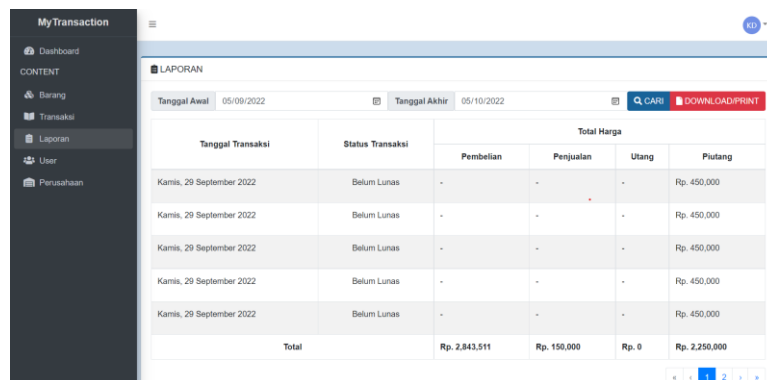 MyTransaction
KD
Dashboard
CONTENT
Barang
Transaksi
Laporan
User
Perusahaan
LAPORAN
Tanggal Awal 05/09/2022 Tanggal Akhir 05/10/2022 CARI DOWNLOAD/PRINT
Tanggal Transaksi Status Transaksi Total Harga
Pembelian Penjualan Utang Piutang
Kamis, 29 September 2022 Belum Lunas - - - Rp. 450,000
Kamis, 29 September 2022 Belum Lunas - - - Rp. 450,000
Kamis, 29 September 2022 Belum Lunas - - - Rp. 450,000
Kamis, 29 September 2022 Belum Lunas - - - Rp. 450,000
Kamis, 29 September 2022 Belum Lunas - - - Rp. 450,000
Total Rp. 2,843,511 Rp. 150,000 Rp. 0 Rp. 2,250,000
« ‹ 1 2 › »